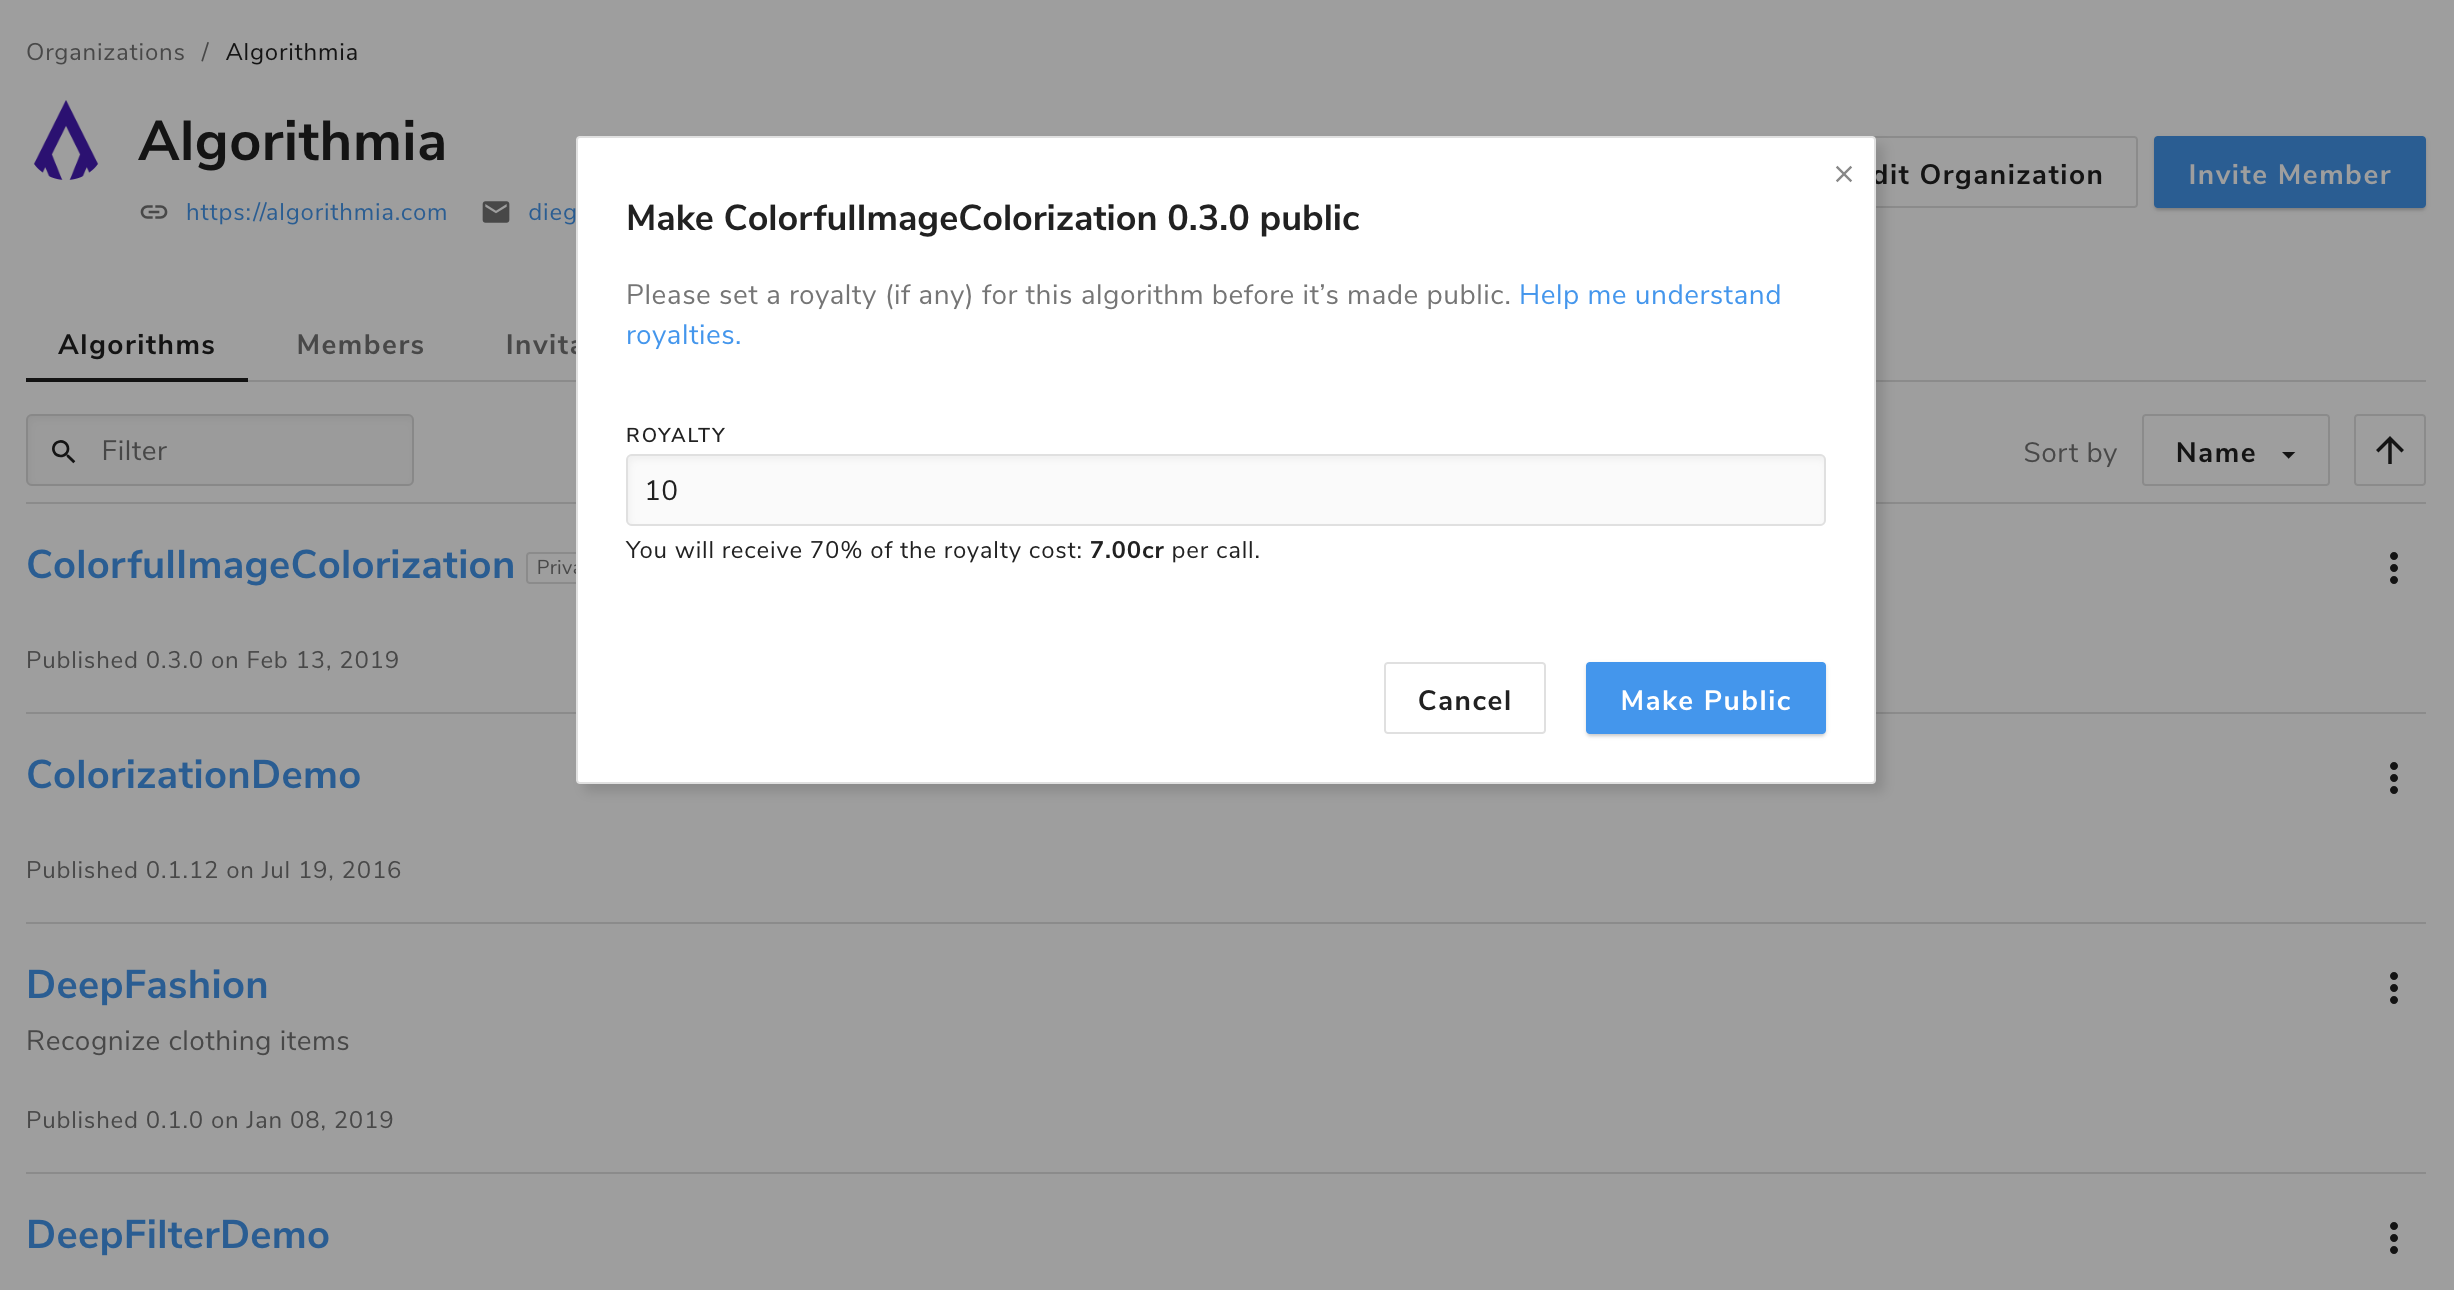 Organizations / Algorithmia
Algorithmia
https://algorithmia.com
Edit Organization
Invite Member
Algorithms
Members
Filter
Sort by
Name
ColorfulImageColorization
Published 0.3.0 on Feb 13, 2019
ColorizationDemo
Published 0.1.12 on Jul 19, 2016
DeepFashion
Recognize clothing items
Published 0.1.0 on Jan 08, 2019
DeepFilterDemo
Make ColorfulImageColorization 0.3.0 public
Please set a royalty (if any) for this algorithm before it’s made public. Help me understand
royalties.
ROYALTY
10
You will receive 70% of the royalty cost: 7.00cr per call.
Cancel
Make Public